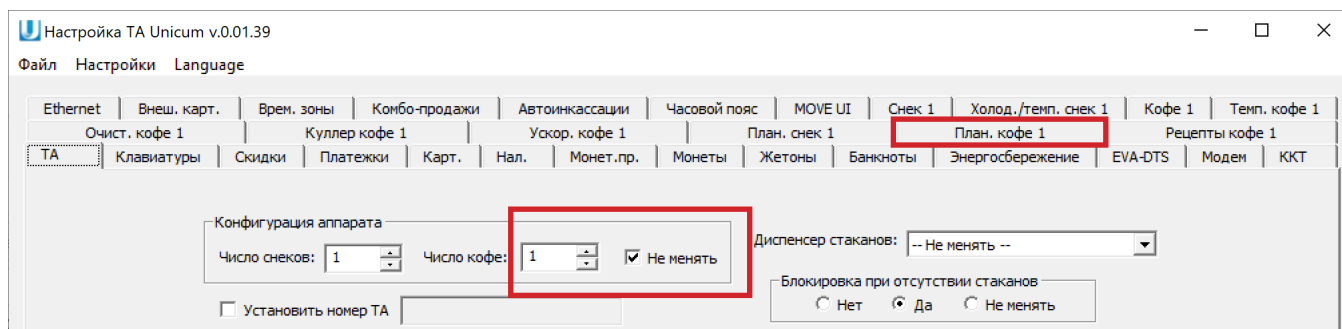 Настройка ТА Unicum v.0.01.39
Файл Настройки Language
Ethernet Внеш. карт. Врем. зоны Комбо-продажи Автоинкассации Часовой пояс MOVE UI Снек 1 Холод./темп. снек 1 Кофе 1 Темп. кофе 1
Очист. кофе 1 Куллер кофе 1 Ускор. кофе 1 План. снек 1 План. кофе 1 Рецепты кофе 1
ТА Клавиатуры Скидки Платежки Карт. Нал. Монет.пр. Монеты Жетоны Банкноты Энергосбережение EVA-DTS Модем ККТ
Конфигурация аппарата
Число снеков: 1 Число кофе: 1 Не менять
Диспенсер стаканов: -- Не менять --
Блокировка при отсутствии стаканов
Нет Да Не менять
Установить номер ТА